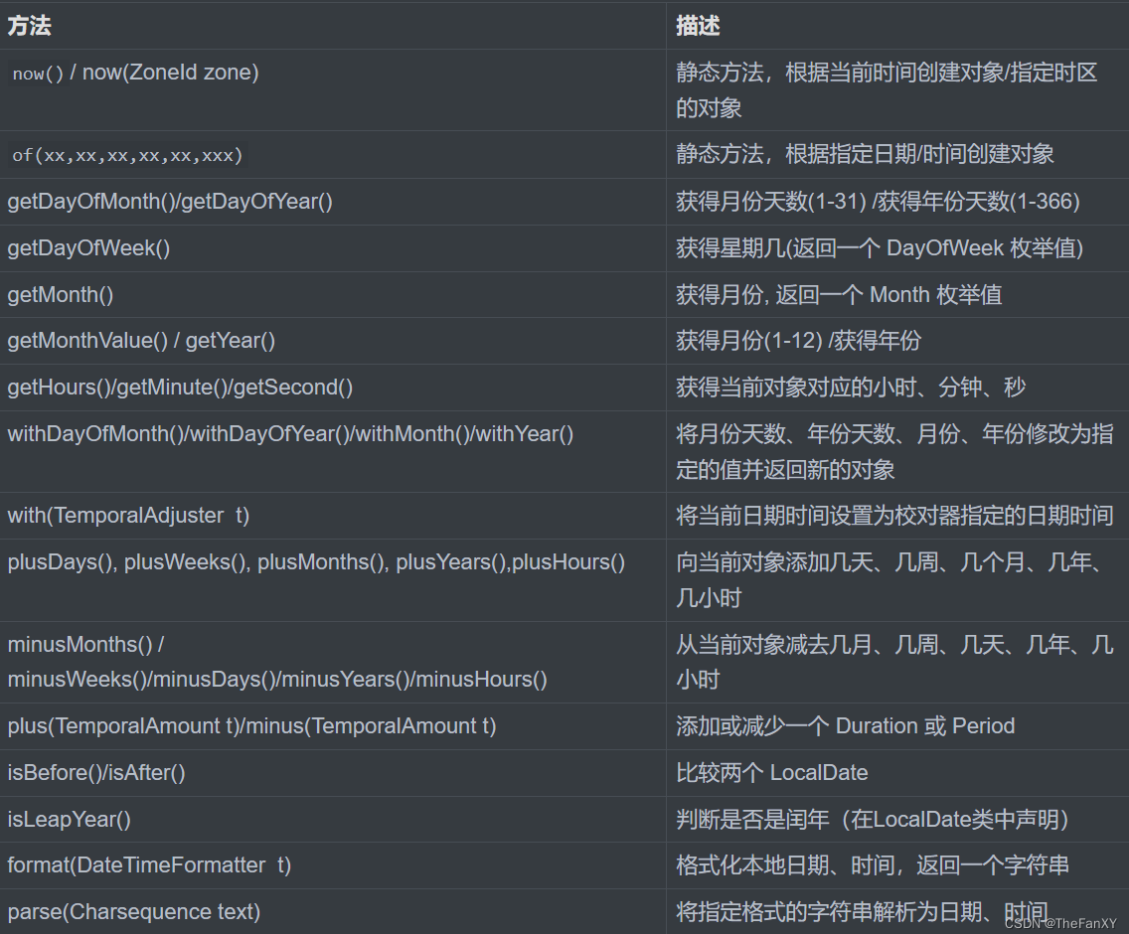 方法
描述
now() / now(ZoneId zone)
静态方法，根据当前时间创建对象/指定时区
的对象
of(xx,xx,xx,xx,xx,xxx)
静态方法，根据指定日期/时间创建对象
getDayOfMonth()/getDayOfYear()
获得月份天数(1-31) /获得年份天数(1-366)
getDayOfWeek()
获得星期几(返回一个 DayOfWeek 枚举值)
getMonth()
获得月份, 返回一个 Month 枚举值
getMonthValue() / getYear()
获得月份(1-12) /获得年份
getHours()/getMinute()/getSecond()
获得当前对象对应的小时、分钟、秒
withDayOfMonth()/withDayOfYear()/withMonth()/withYear()
将月份天数、年份天数、月份、年份修改为指
定的值并返回新的对象
with(TemporalAdjuster  t)
将当前日期时间设置为校对器指定的日期时间
plusDays(), plusWeeks(), plusMonths(), plusYears(),plusHours()
向当前对象添加几天、几周、几个月、几年、
几小时
minusMonths() /
minusWeeks()/minusDays()/minusYears()/minusHours()
从当前对象减去几月、几周、几天、几年、几
小时
plus(TemporalAmount t)/minus(TemporalAmount t)
添加或减少一个 Duration 或 Period
isBefore()/isAfter()
比较两个 LocalDate
isLeapYear()
判断是否是闰年（在LocalDate类中声明）
format(DateTimeFormatter  t)
格式化本地日期、时间，返回一个字符串
parse(Charsequence text)
将指定格式的字符串解析为日期、时间
CSDN @TheFanXY